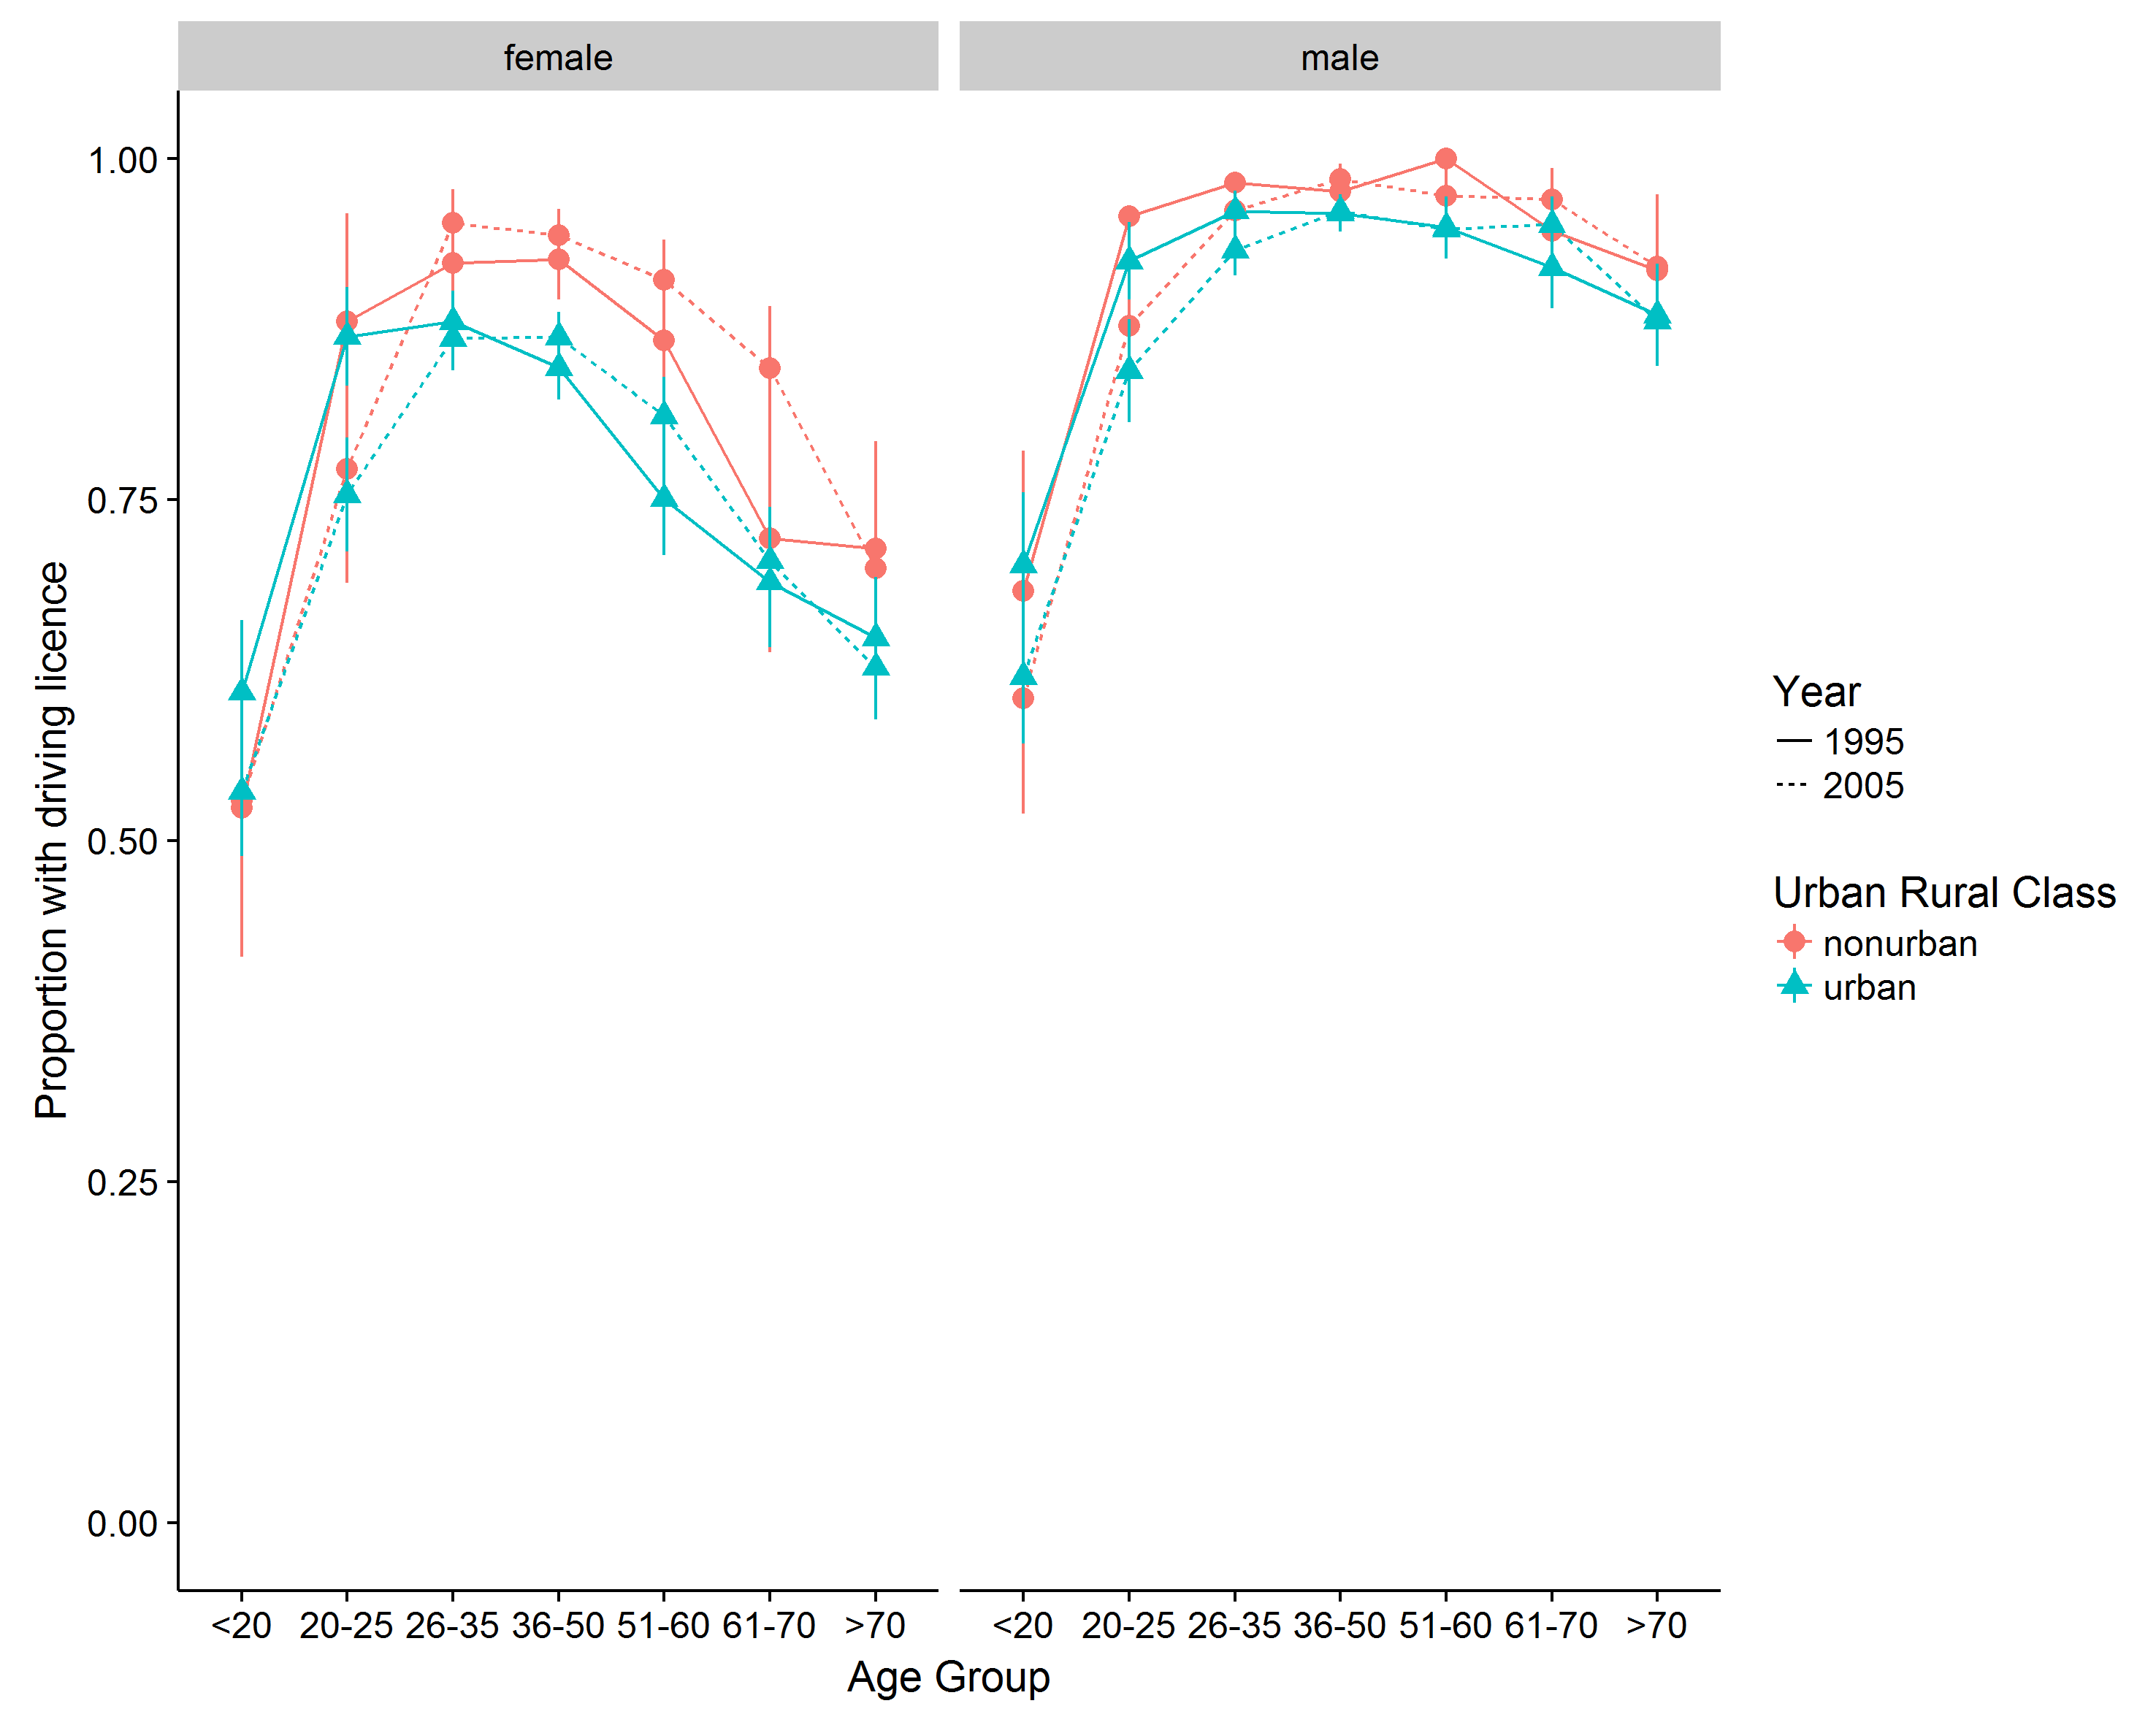 female
male
1.00
0.75
0.50
0.25
0.00
Proportion with driving licence
<20 20-25 26-35 36-50 51-60 61-70 >70
<20 20-25 26-35 36-50 51-60 61-70 >70
Age Group
Year
1995
2005
Urban Rural Class
nonurban
urban